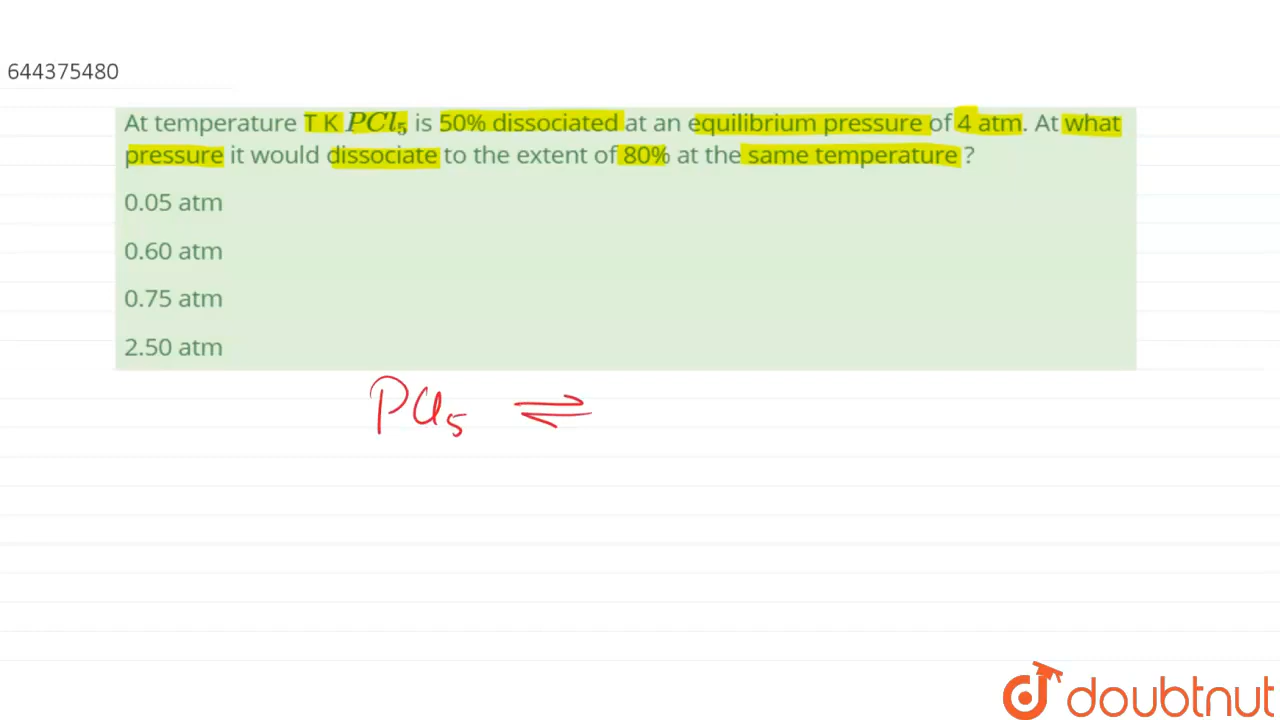 644375480
At temperature T K PCl₅ is 50% dissociated at an equilibrium pressure of 4 atm. At what
pressure it would dissociate to the extent of 80% at the same temperature ?
0.05 atm
0.60 atm
0.75 atm
2.50 atm
PCl₅ ⇌
doubtnut